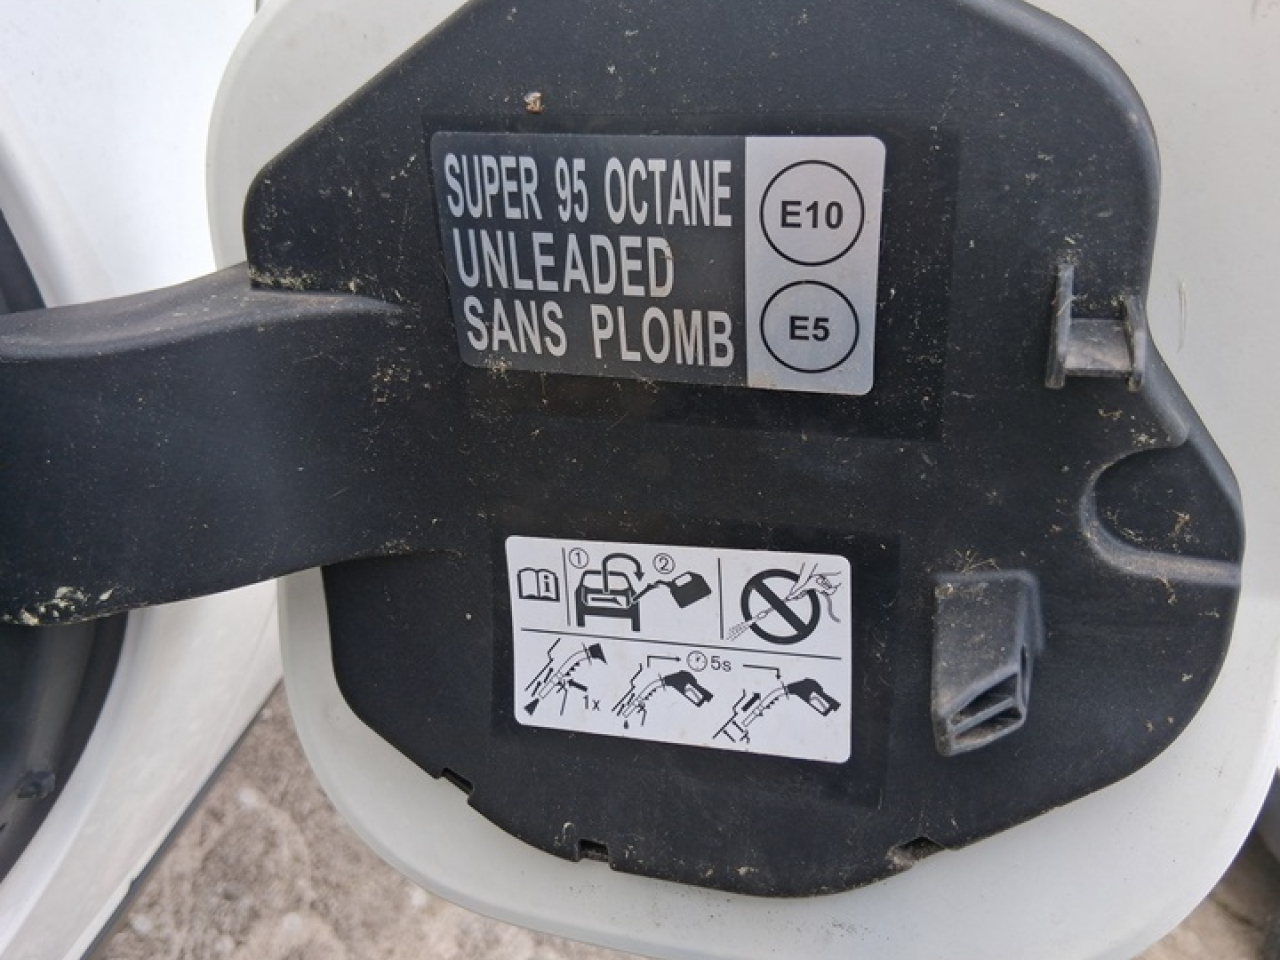 SUPER 95 OCTANE
UNLEADED
SANS PLOMB
E10
E5
i
1
2
1x
5s